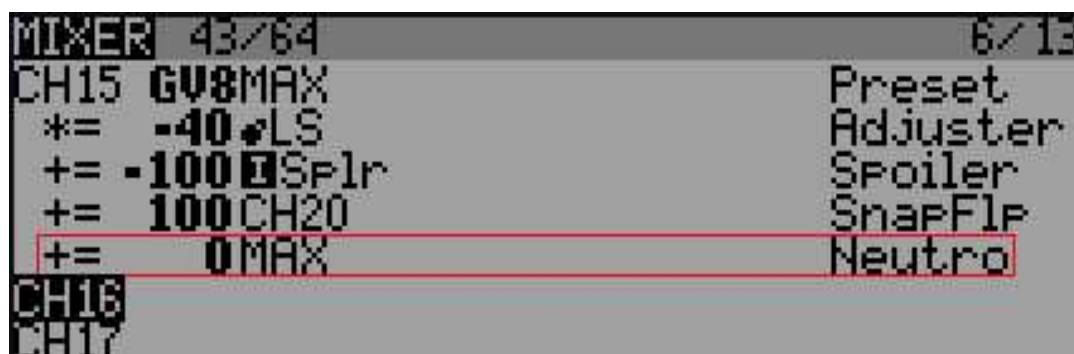 MIXER 43/64 6/13
CH15 GV8MAX Preset
*= -40 LS Adjuster
+= -100 I Splr Spoiler
+= 100 CH20 SnapFlp
+= 0 MAX Neutro
CH16
CH17